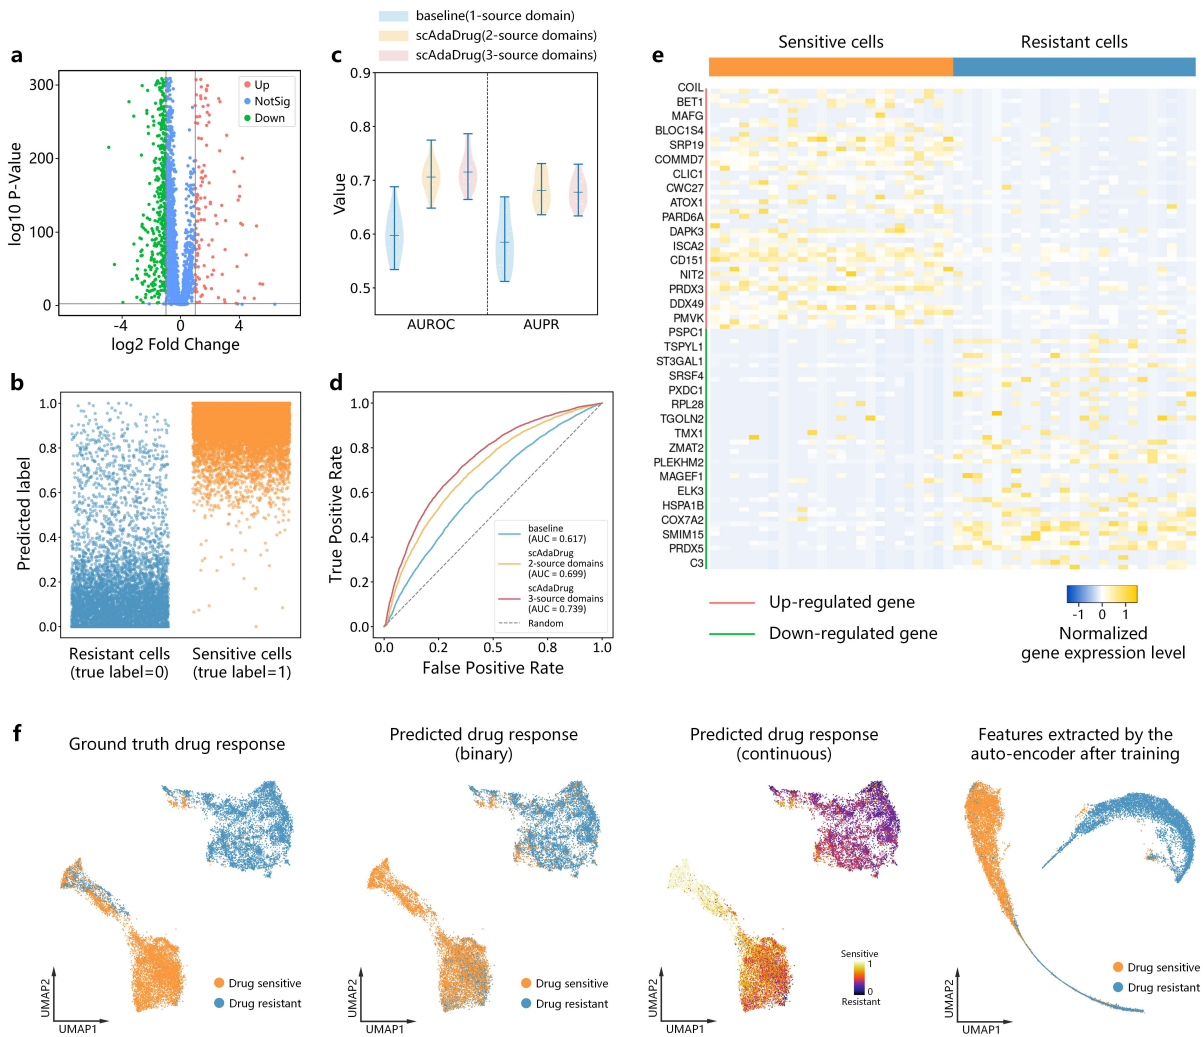 baseline(1-source domain)
scAdaDrug(2-source domains)
scAdaDrug(3-source domains)
a
300
200
100
0
-4
0
4
log10 P-Value
log2 Fold Change
Up
NotSig
Down
c
0.9
0.8
0.7
0.6
0.5
Value
AUROC
AUPR
b
1.0
0.8
0.6
0.4
0.2
0.0
Predicted label
Resistant cells
(true label=0)
Sensitive cells
(true label=1)
d
1.0
0.8
0.6
0.4
0.2
0.0
True Positive Rate
0.0
0.2
0.5
0.8
1.0
False Positive Rate
baseline
(AUC = 0.617)
scAdaDrug
2-source domains
(AUC = 0.699)
scAdaDrug
3-source domains
(AUC = 0.739)
Random
e
Sensitive cells
Resistant cells
COIL
BET1
MAFG
BLOC1S4
SRP19
COMMD7
CLIC1
CWC27
ATOX1
PARD6A
DAPK3
ISCA2
CD151
NIT2
PRDX3
DDX49
PMVK
PSPC1
TSPYL1
ST3GAL1
SRSF4
PXDC1
RPL28
TGOLN2
TMX1
ZMAT2
PLEKHM2
MAGEF1
ELK3
HSPA1B
COX7A2
SMIM15
PRDX5
C3
Up-regulated gene
Down-regulated gene
-1
0
1
Normalized
gene expression level
f
Ground truth drug response
UMAP2
UMAP1
Drug sensitive
Drug resistant
Predicted drug response
(binary)
UMAP2
UMAP1
Drug sensitive
Drug resistant
Predicted drug response
(continuous)
UMAP2
UMAP1
Sensitive
1
0
Resistant
Features extracted by the
auto-encoder after training
UMAP2
UMAP1
Drug sensitive
Drug resistant